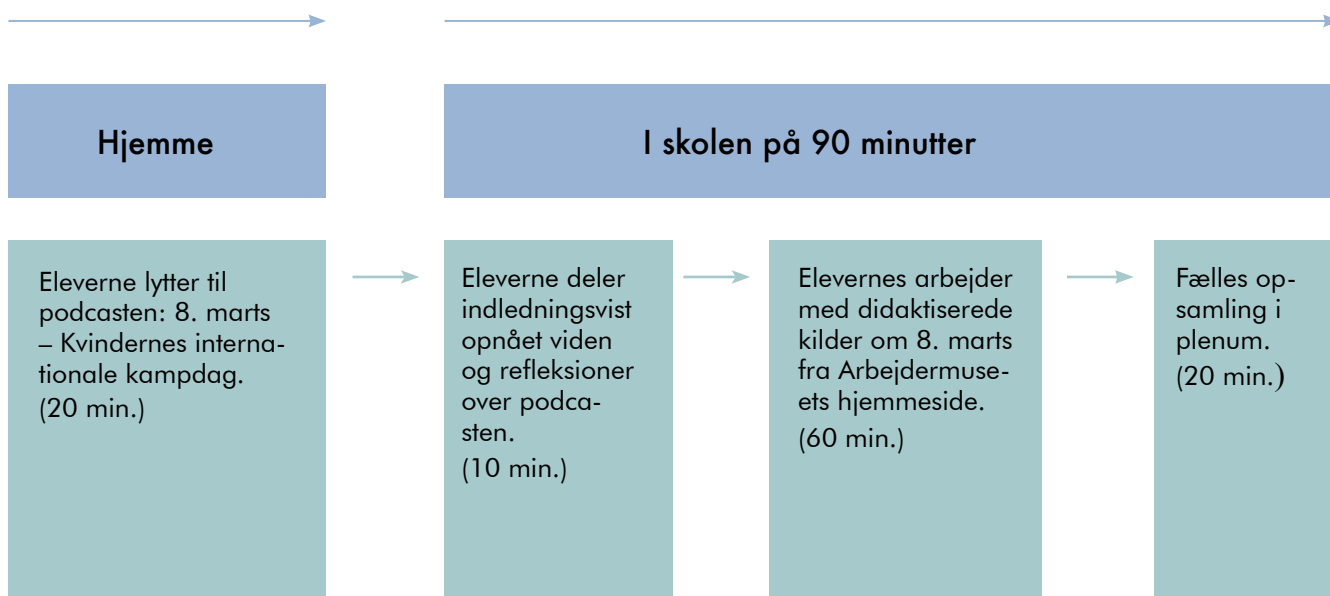 Hjemme
I skolen på 90 minutter
Eleverne lytter til
podcasten: 8. marts
– Kvindernes interna-
tionale kampdag.
(20 min.)
Eleverne deler
indledningsvist
opnået viden
og refleksioner
over podca-
sten.
(10 min.)
Elevernes arbejder
med didaktiserede
kilder om 8. marts
fra Arbejdermuse-
ets hjemmeside.
(60 min.)
Fælles op-
samling i
plenum.
(20 min.)